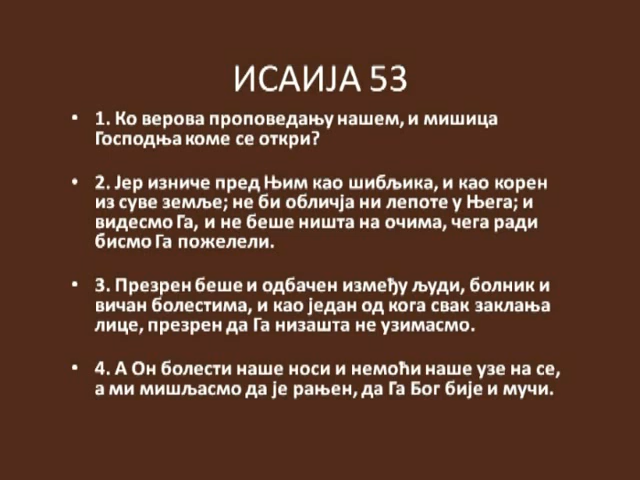 ИСАИЈА 53
• 1. Ко верова проповедању нашем, и мишица
Господња коме се откри?
• 2. Јер изниче пред Њим као шибљика, и као корен
из суве земље; не би обличја ни лепоте у Њега; и
видесмо Га, и не беше ништа на очима, чега ради
бисмо Га пожелели.
• 3. Презрен беше и одбачен између људи, болник и
вичан болестима, и као један од кога свак заклања
лице, презрен да Га низашта не узимасмо.
• 4. А Он болести наше носи и немоћи наше узе на се,
а ми мишљасмо да је рањен, да Га Бог бије и мучи.